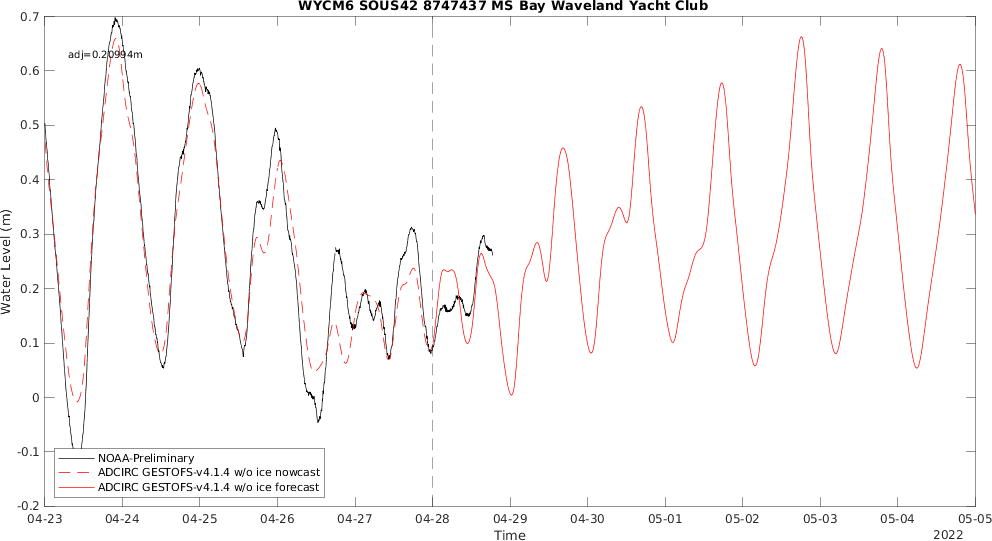 WYCM6 SOUS42 8747437 MS Bay Waveland Yacht Club
adj=0.20994m
0.7
0.6
0.5
0.4
0.3
0.2
0.1
0
-0.1
-0.2
Water Level (m)
NOAA-Preliminary
ADCIRC GESTOFS-v4.1.4 w/o ice nowcast
ADCIRC GESTOFS-v4.1.4 w/o ice forecast
04-23 04-24 04-25 04-26 04-27 04-28 04-29 04-30 05-01 05-02 05-03 05-04 05-05
Time
2022